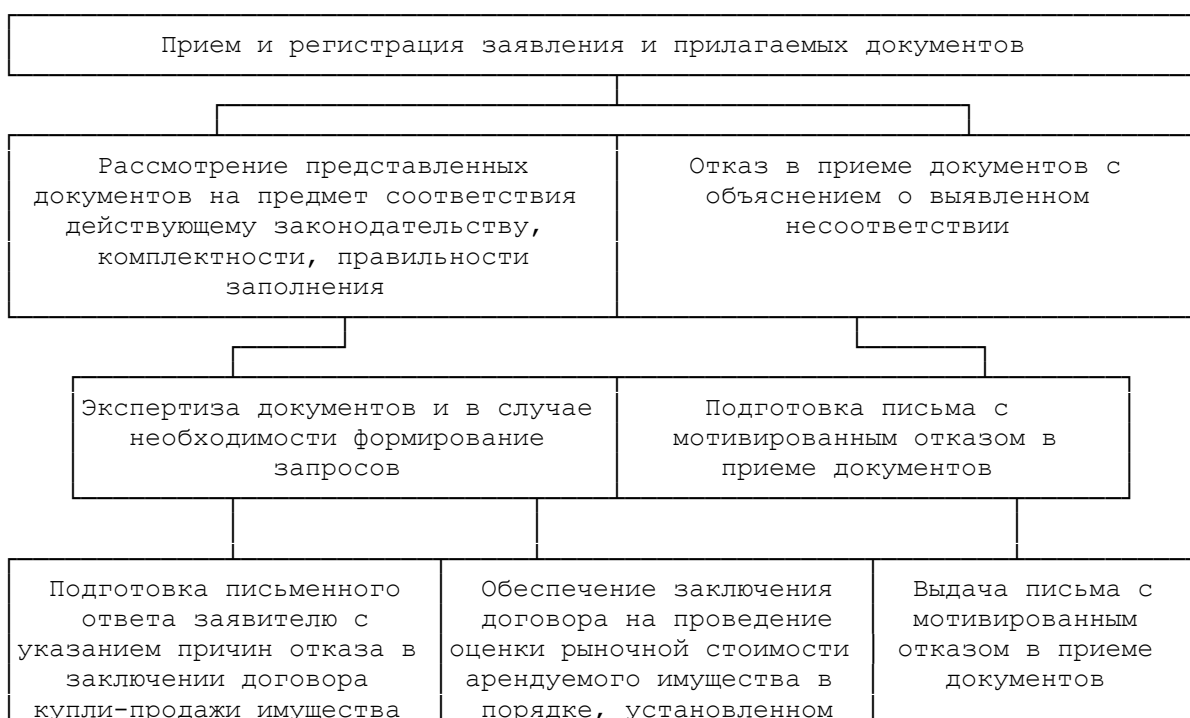 Прием и регистрация заявления и прилагаемых документов
Рассмотрение представленных
документов на предмет соответствия
действующему законодательству,
комплектности, правильности
заполнения
Отказ в приеме документов с
объяснением о выявленном
несоответствии
Экспертиза документов и в случае
необходимости формирование
запросов
Подготовка письма с
мотивированным отказом в
приеме документов
Подготовка письменного
ответа заявителю с
указанием причин отказа в
заключении договора
купли-продажи имущества
Обеспечение заключения
договора на проведение
оценки рыночной стоимости
арендуемого имущества в
порядке, установленном
Выдача письма с
мотивированным
отказом в приеме
документов